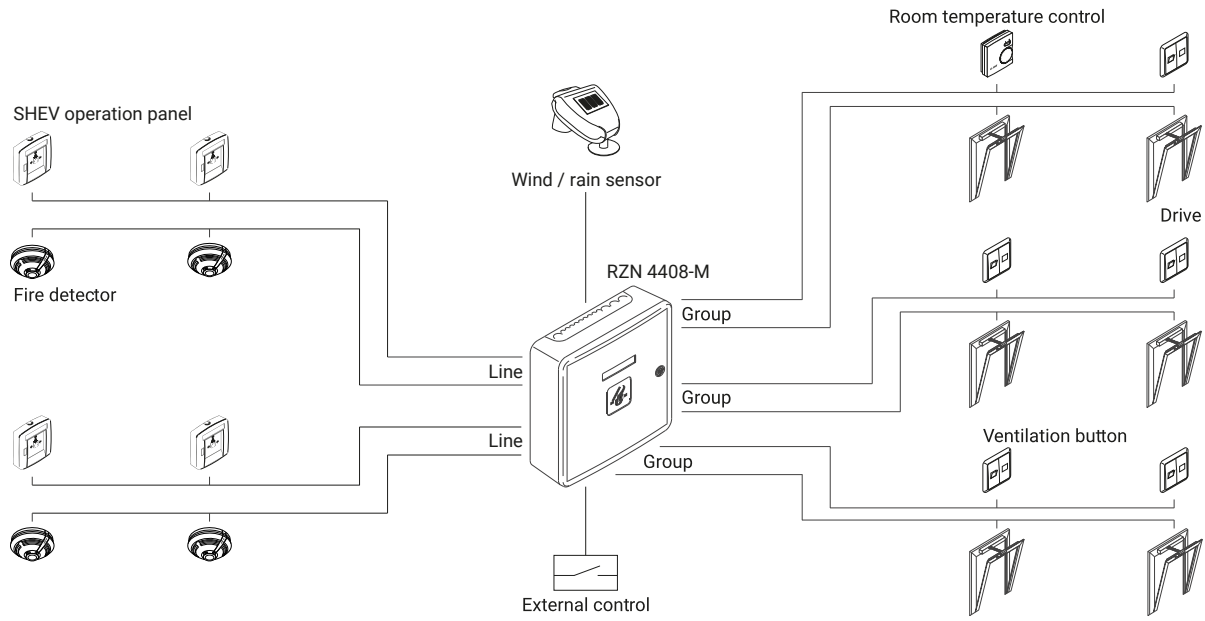 Room temperature control
SHEV operation panel
Wind / rain sensor
Drive
RZN 4408-M
Fire detector
Group
Line
Group
Line
Ventilation button
Group
External control